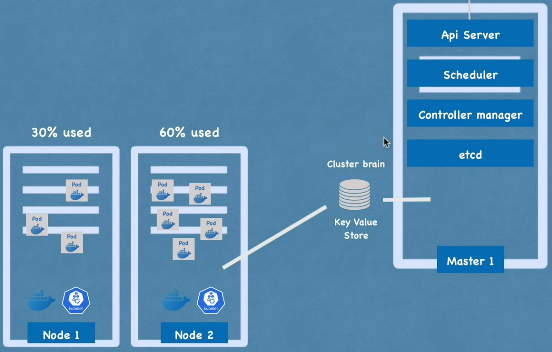 Api Server
Scheduler
Controller manager
etcd
Master 1
30% used
60% used
Cluster brain
Key Value
Store
Pod
Pod
Pod
Pod
Pod
Pod
Pod
Pod
Node 1
Node 2